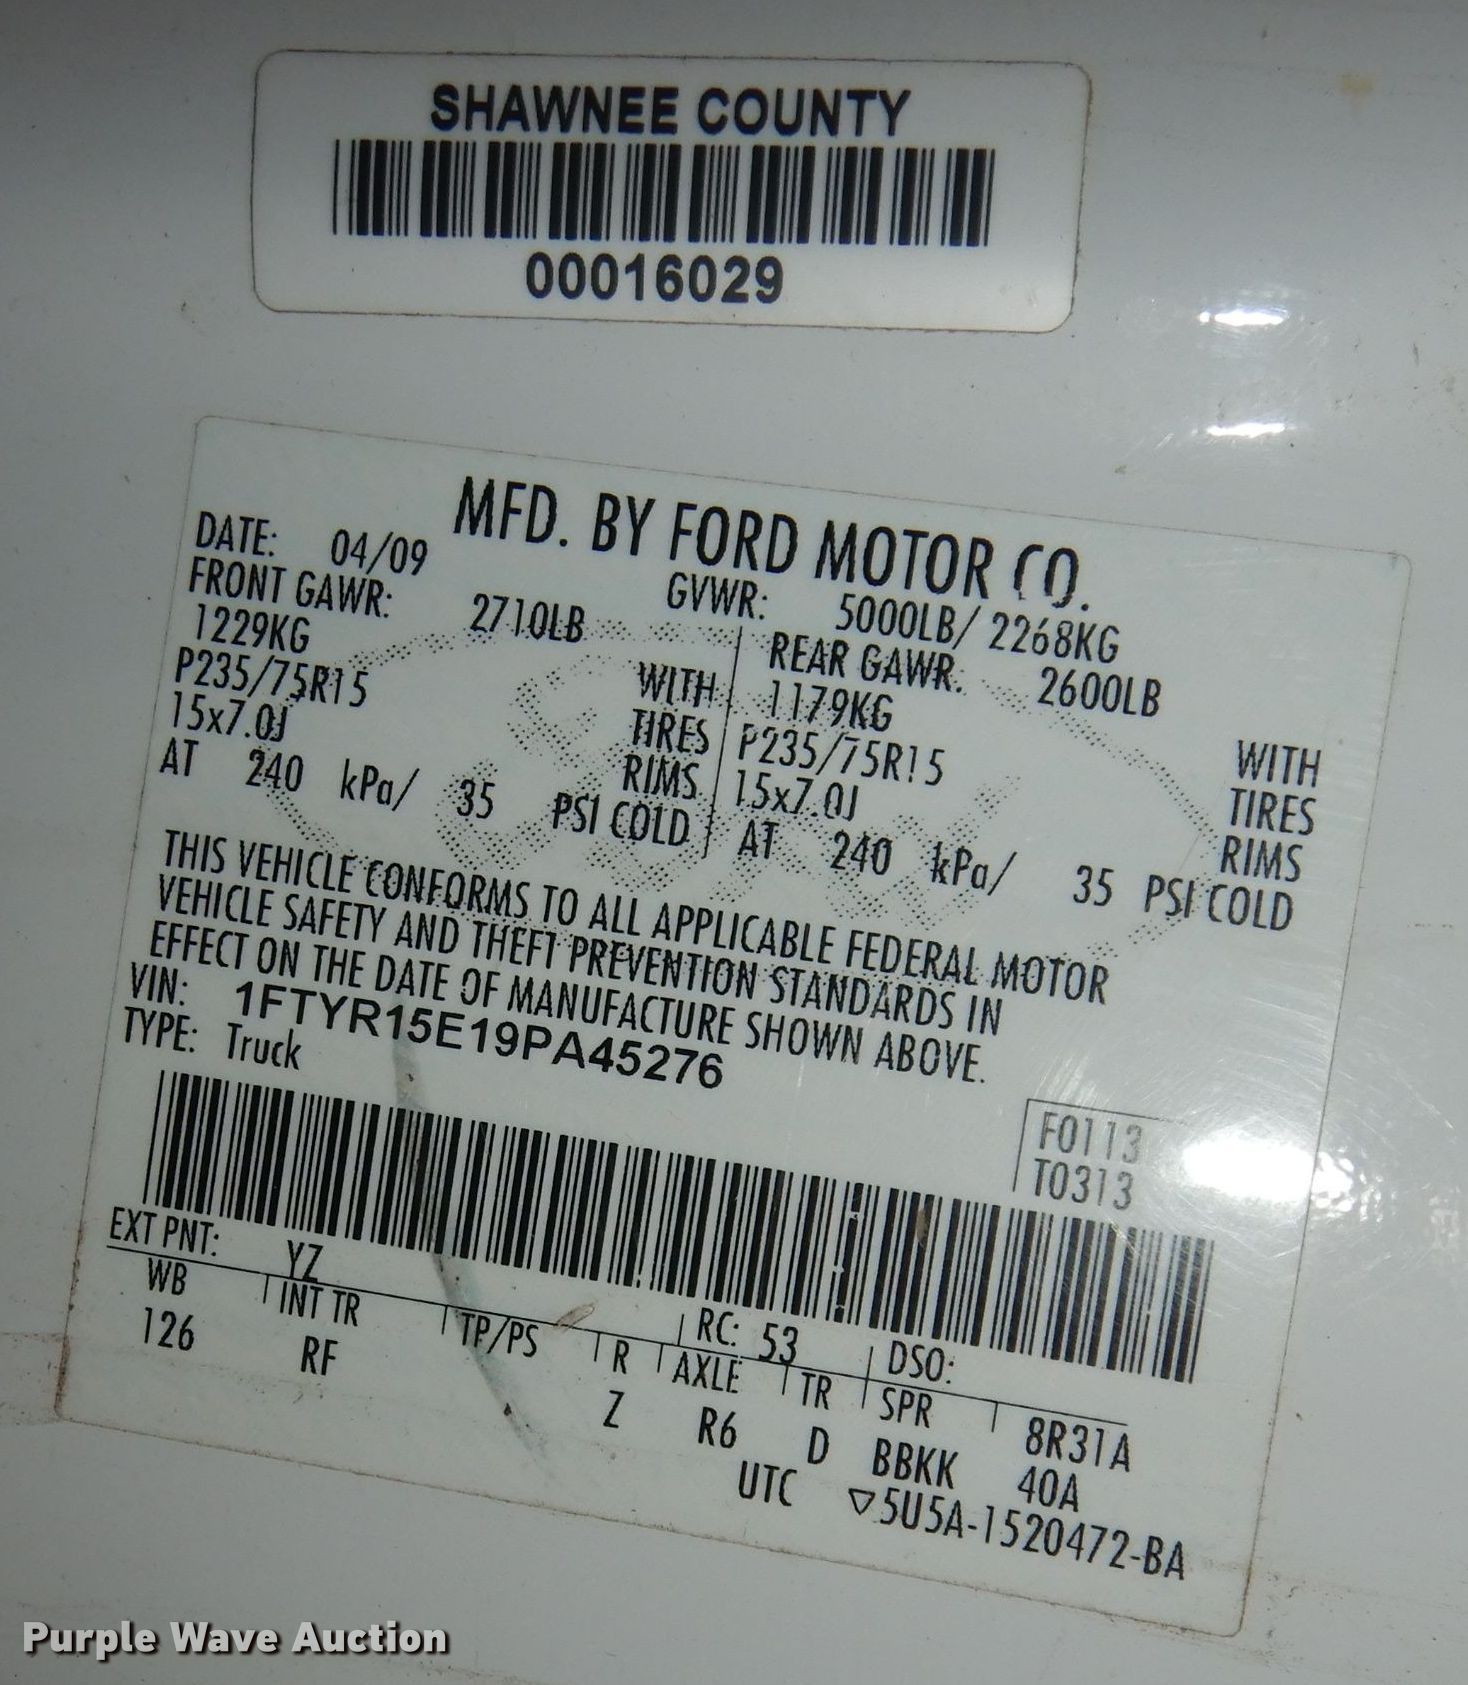 SHAWNEE COUNTY
00016029
MFD. BY FORD MOTOR CO.
DATE: 04/09 GVWR: 5000LB/ 2268KG
FRONT GAWR: 2710LB REAR GAWR: 2600LB
1229KG WITH 1179KG WITH
P235/75R15 TIRES P235/75R15 TIRES
15x7.0J RIMS 15x7.0J RIMS
AT 240 kPa/ 35 PSI COLD AT 240 kPa/ 35 PSI COLD
THIS VEHICLE CONFORMS TO ALL APPLICABLE FEDERAL MOTOR
VEHICLE SAFETY AND THEFT PREVENTION STANDARDS IN
EFFECT ON THE DATE OF MANUFACTURE SHOWN ABOVE.
VIN: 1FTYR15E19PA45276
TYPE: Truck
F0113
T0313
EXT PNT: YZ RC: 53 DSO:
WB INT TR TP/PS R AXLE TR SPR 8R31A
126 RF Z R6 D BBKK 40A
UTC ▽5U5A-1520472-BA
Purple Wave Auction